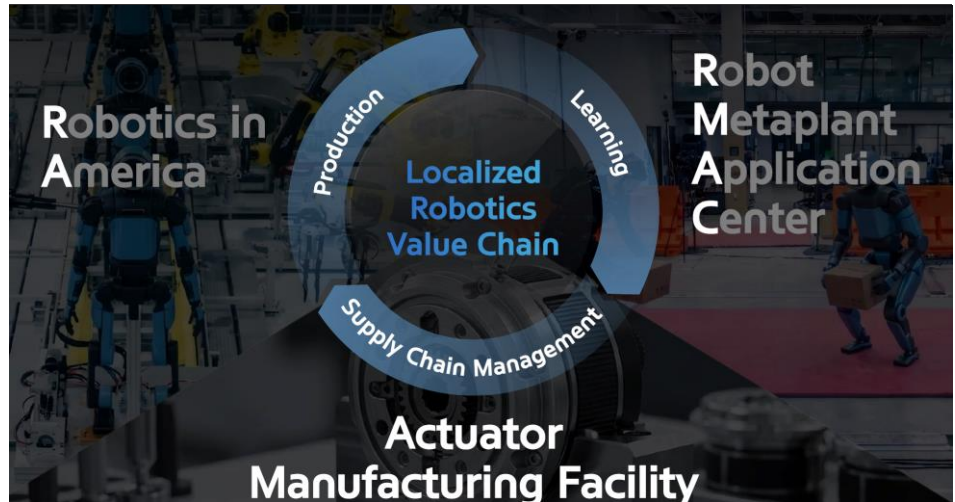 Robotics in
America
Production
Learning
Robot
Metaplant
Application
Center
Localized
Robotics
Value Chain
Supply Chain Management
Actuator
Manufacturing Facility